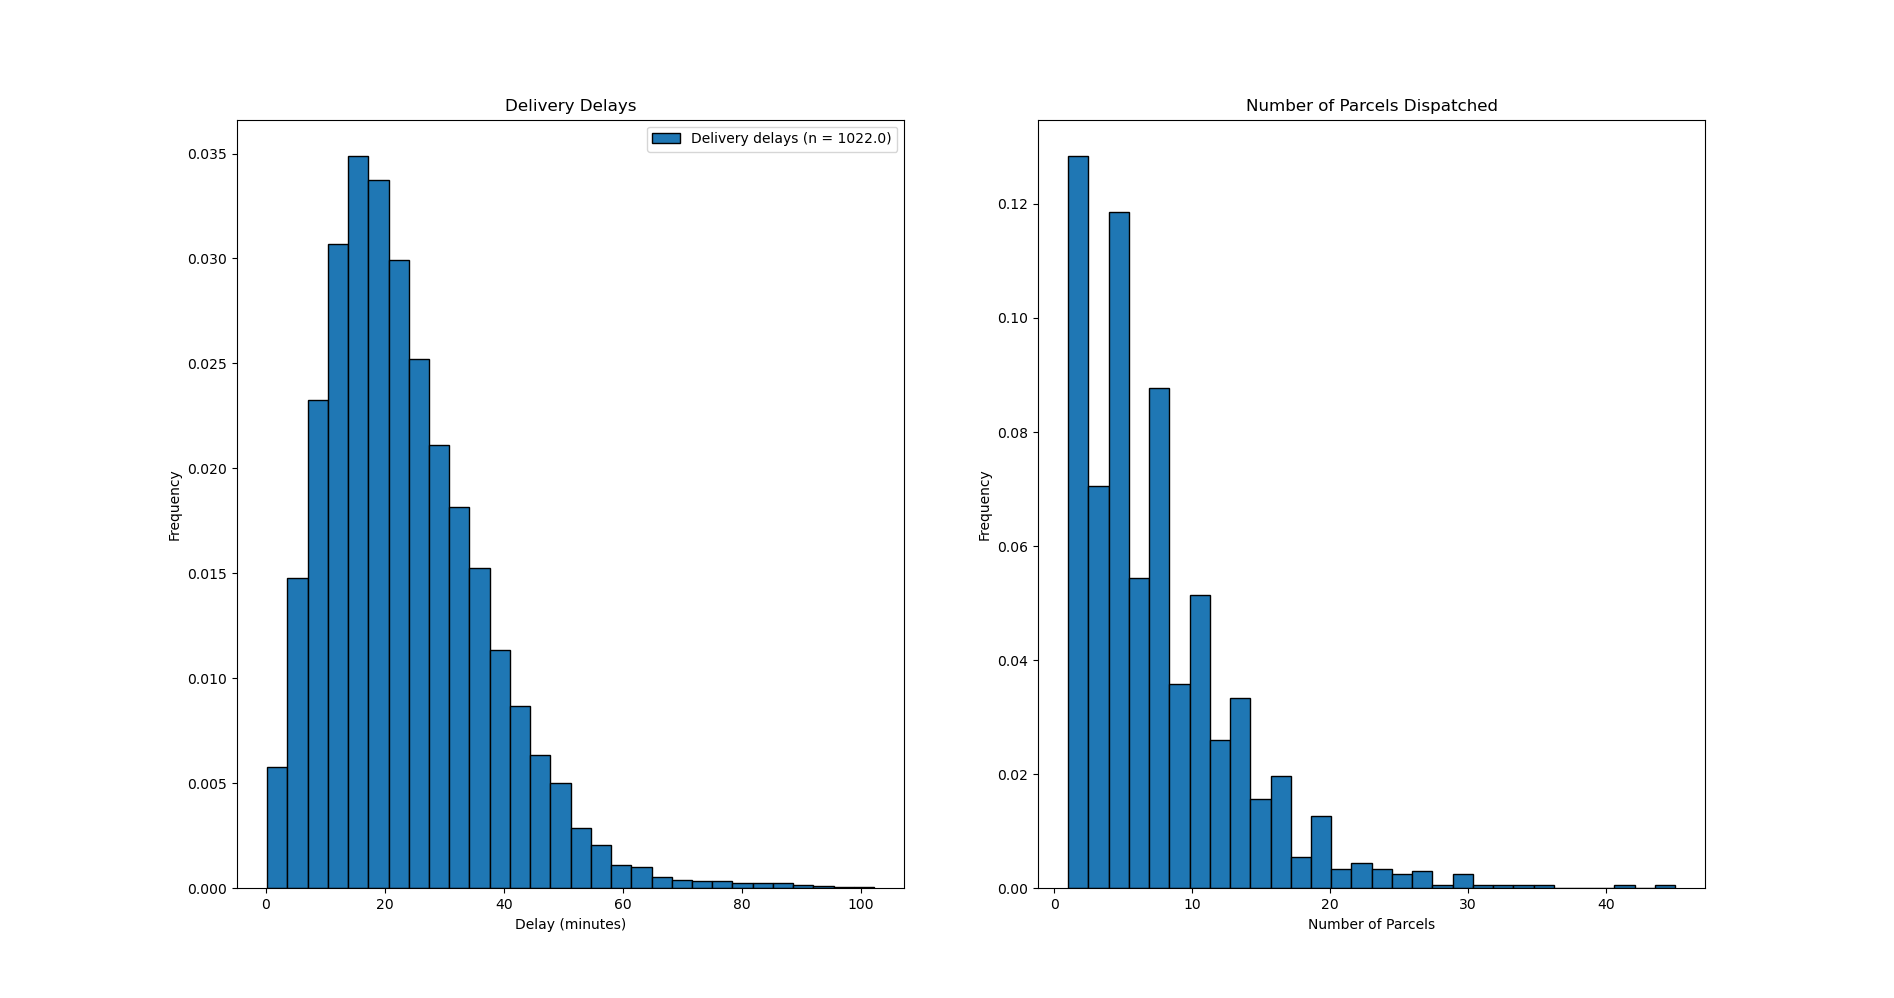 Delivery Delays
Delivery delays (n = 1022.0)
Frequency
0.035
0.030
0.025
0.020
0.015
0.010
0.005
0.000
0 20 40 60 80 100
Delay (minutes)
Number of Parcels Dispatched
Frequency
0.12
0.10
0.08
0.06
0.04
0.02
0.00
0 10 20 30 40
Number of Parcels